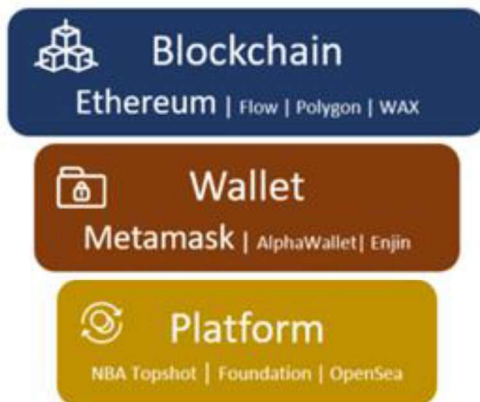 Blockchain
Ethereum | Flow | Polygon | WAX
Wallet
Metamask | AlphaWallet| Enjin
Platform
NBA Topshot | Foundation | OpenSea